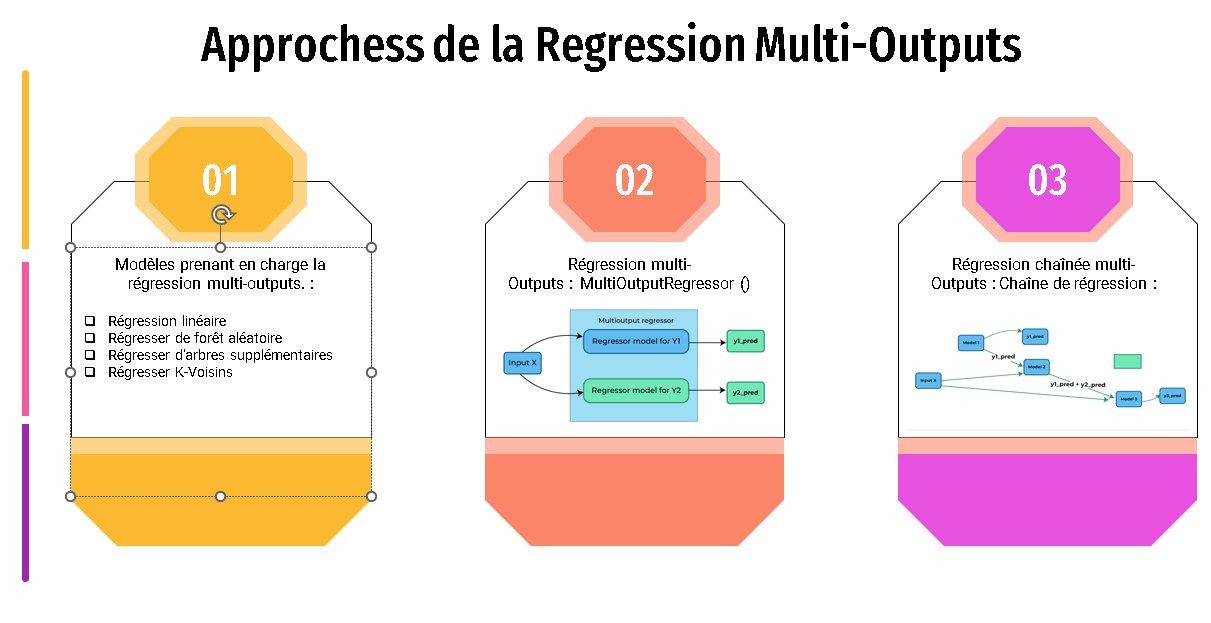 Approchess de la Regression Multi-Outputs
01
Modèles prenant en charge la
régression multi-outputs. :
Régression linéaire
Régresser de forêt aléatoire
Régresser d'arbres supplémentaires
Régresser K-Voisins
02
Régression multi-
Outputs : MultiOutputRegressor ()
Multioutput regressor
Input X
Regressor model for Y1
y1_pred
Regressor model for Y2
y2_pred
03
Régression chaînée multi-
Outputs : Chaîne de régression :
Model 1
y1_pred
y1_pred
Model 2
Input X
y1_pred + y2_pred
Model 3
y3_pred